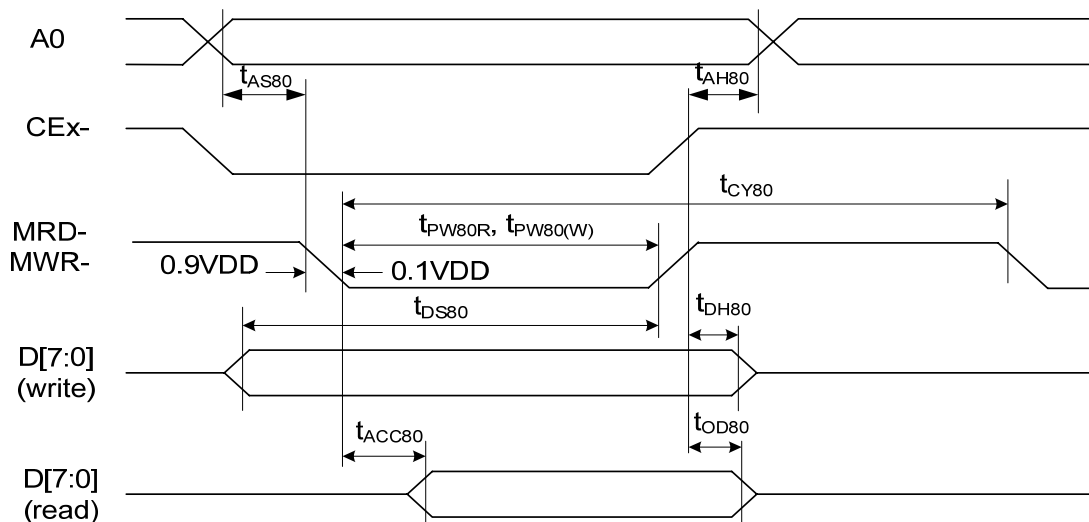 A0
tAS80
tAH80
CEx-
tCY80
MRD-
MWR-
tPW80R, tPW80(W)
0.9VDD
0.1VDD
tDS80
tDH80
D[7:0]
(write)
tACC80
tOD80
D[7:0]
(read)